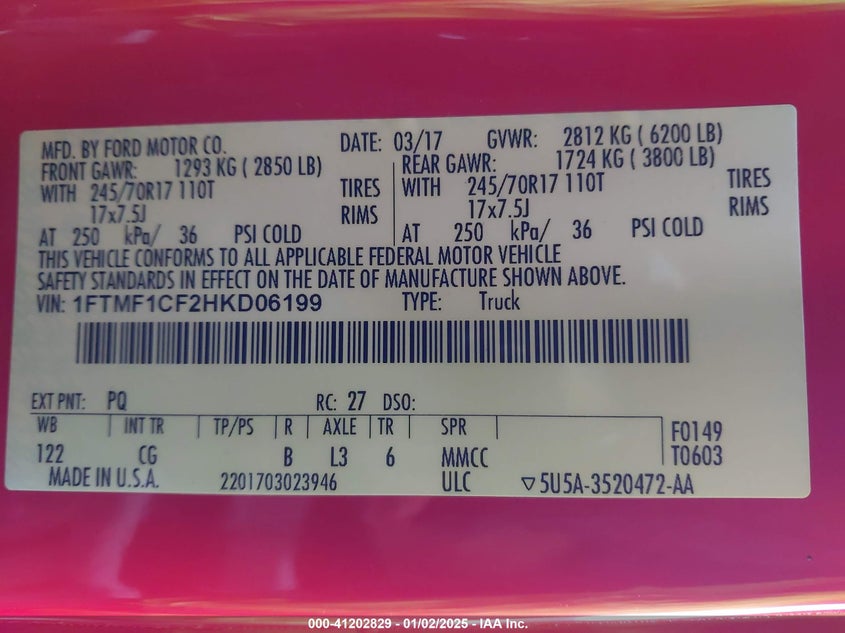 MFD. BY FORD MOTOR CO. DATE: 03/17 GVWR: 2812 KG ( 6200 LB)
FRONT GAWR: 1293 KG ( 2850 LB) REAR GAWR: 1724 KG ( 3800 LB)
WITH 245/70R17 110T TIRES WITH 245/70R17 110T TIRES
17x7.5J RIMS 17x7.5J RIMS
AT 250 kPa/ 36 PSI COLD AT 250 kPa/ 36 PSI COLD
THIS VEHICLE CONFORMS TO ALL APPLICABLE FEDERAL MOTOR VEHICLE
SAFETY STANDARDS IN EFFECT ON THE DATE OF MANUFACTURE SHOWN ABOVE.
VIN: 1FTMF1CF2HKD06199 TYPE: Truck
EXT PNT: PQ RC: 27 DSO:
WB INT TR TP/PS R AXLE TR SPR F0149
122 CG B L3 6 MMCC T0603
MADE IN U.S.A. 2201703023946 ULC ▽5U5A-3520472-AA
000-41202829 - 01/02/2025 - IAA Inc.